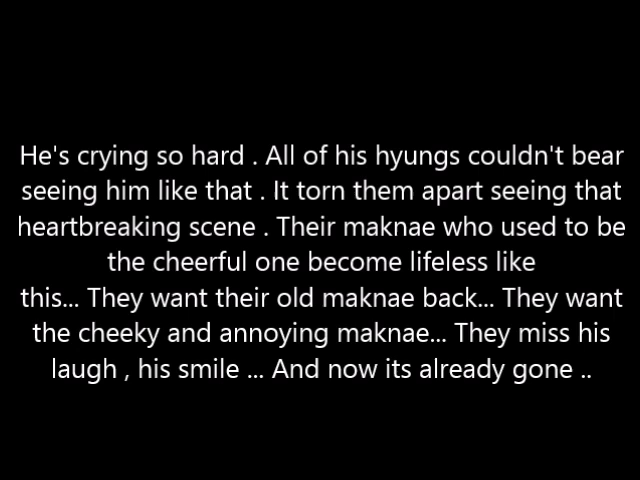 He's crying so hard . All of his hyungs couldn't bear
seeing him like that . It torn them apart seeing that
heartbreaking scene . Their maknae who used to be
the cheerful one become lifeless like
this... They want their old maknae back... They want
the cheeky and annoying maknae... They miss his
laugh , his smile ... And now its already gone ..